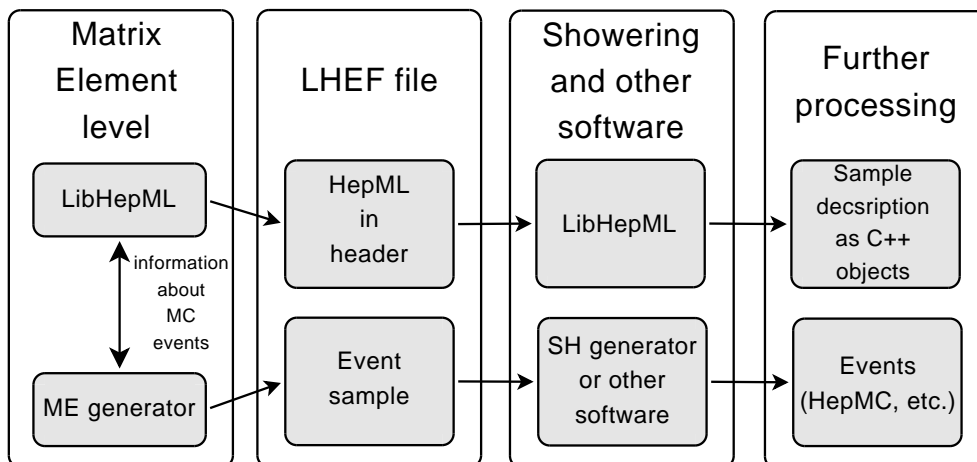 Matrix
Element
level
LibHepML
information
about
MC
events
ME generator
LHEF file
HepML
in
header
Event
sample
Showering
and other
software
LibHepML
SH generator
or other
software
Further
processing
Sample
decsription
as C++
objects
Events
(HepMC, etc.)